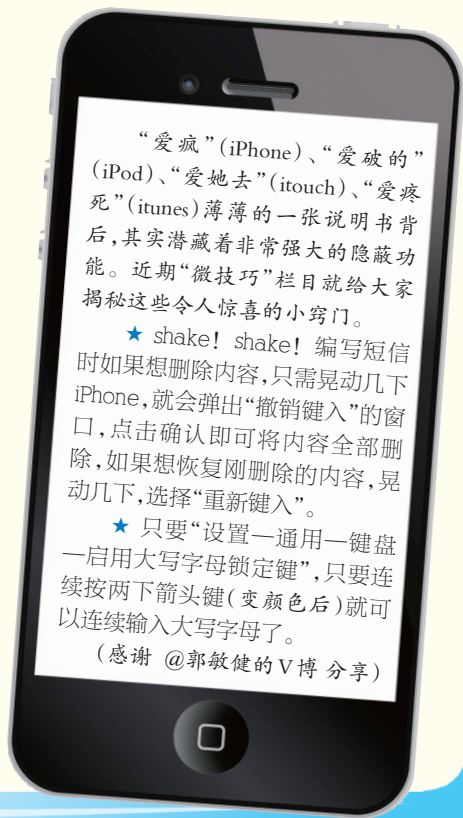 “爱疯”(iPhone)、“爱破的”
(iPod)、“爱她去”(itouch)、“爱疼
死”(itunes)薄薄的一张说明书背
后,其实潜藏着非常强大的隐蔽功
能。近期“微技巧”栏目就给大家
揭秘这些令人惊喜的小窍门。
★ shake! shake! 编写短信
时如果想删除内容,只需晃动几下
iPhone,就会弹出“撤销键入”的窗
口,点击确认即可将内容全部删
除,如果想恢复刚删除的内容,晃
动几下,选择“重新键入”。
★ 只要“设置—通用—键盘
—启用大写字母锁定键”,只要连
续按两下箭头键(变颜色后)就可
以连续输入大写字母了。
(感谢 @郭敏健的V博 分享)